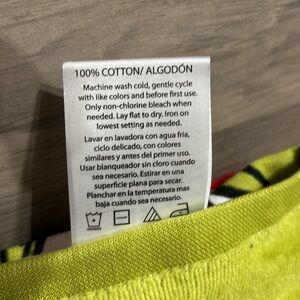 100% COTTON/ ALGODÓN
Machine wash cold, gentle cycle
with like colors and before first use.
Only non-chlorine bleach when
needed. Lay flat to dry. Iron on
lowest setting as needed.
Lavar en lavadora con agua fria,
ciclo delicado, con colores
similares y antes del primer uso.
Usar blanqueador sin cloro cuando
sea necesario. Estirar en una
superficie plana para secar.
Planchar en la temperatura mas
baja cuando sea necesario.